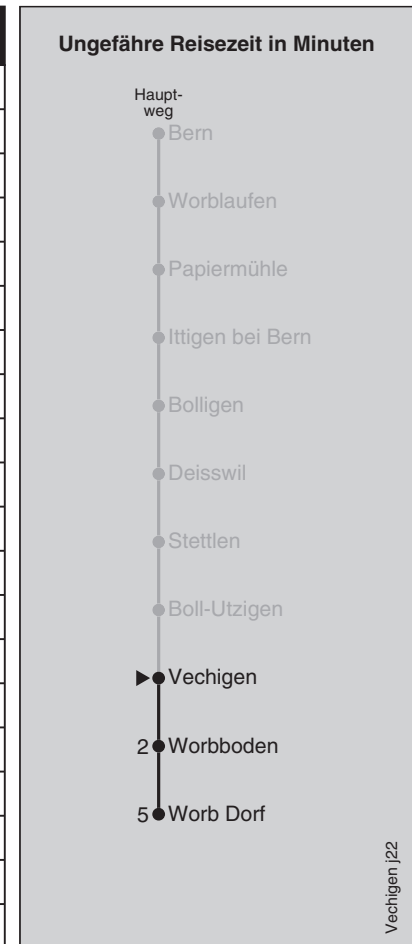 Ungefähre Reisezeit in Minuten
Haupt-
weg
Bern
Worblaufen
Papiermühle
Ittigen bei Bern
Bolligen
Deisswil
Stettlen
Boll-Utzigen
Vechigen
2 Worbboden
5 Worb Dorf
Vechigen j22